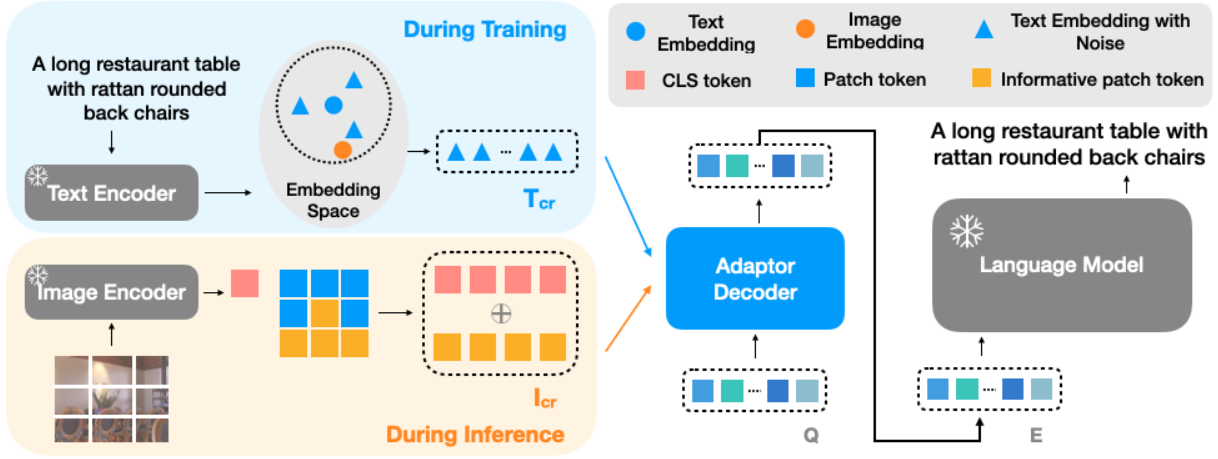 During Training
A long restaurant table
with rattan rounded
back chairs
Text Encoder
Embedding
Space
...
T_cr
Image Encoder
I_cr
During Inference
Text
Embedding
Image
Embedding
Text Embedding with
Noise
CLS token
Patch token
Informative patch token
Adaptor
Decoder
Q
A long restaurant table with
rattan rounded back chairs
Language Model
E